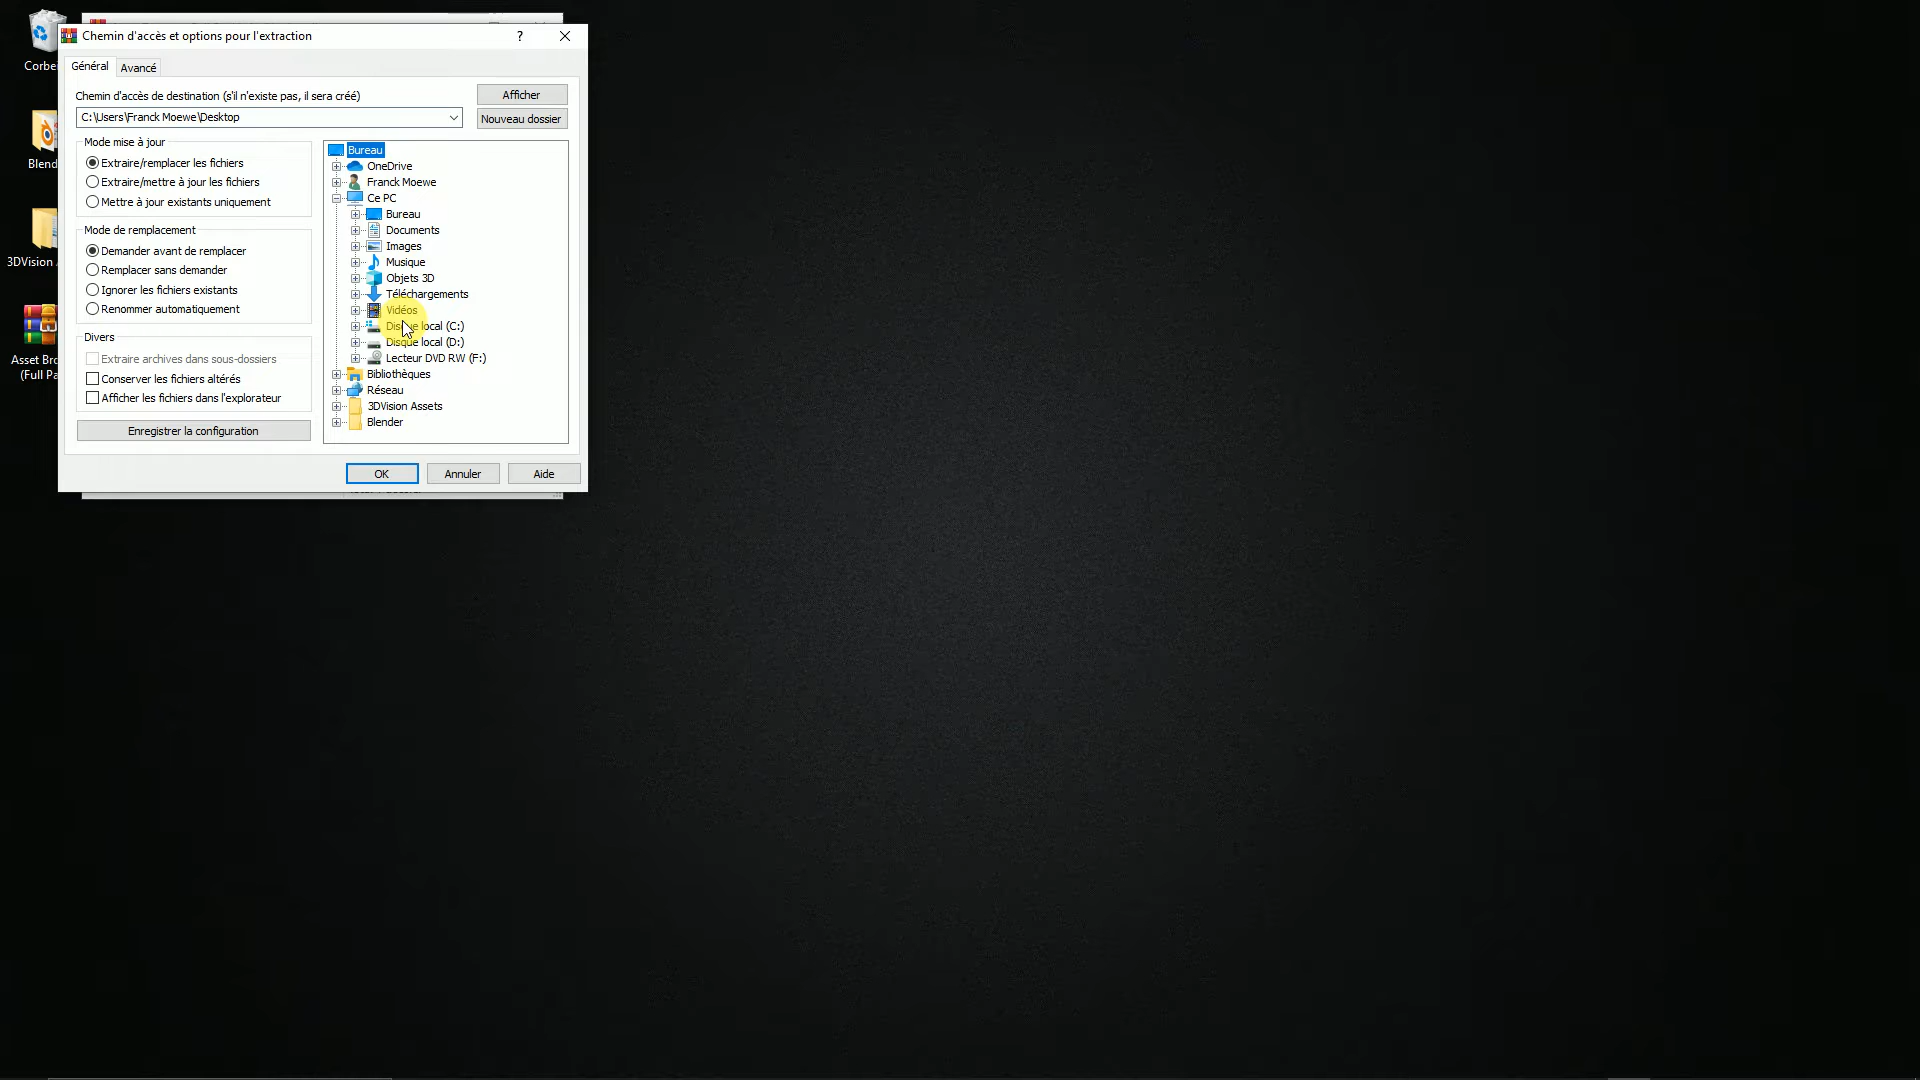 Chemin d'accès et options pour l'extraction
?
Corbe
Général
Avancé
Chemin d'accès de destination (s'il n'existe pas, il sera créé)
Afficher
C:\Users\Franck Moewe\Desktop
Nouveau dossier
Mode mise à jour
Extraire/remplacer les fichiers
Extraire/mettre à jour les fichiers
Mettre à jour existants uniquement
Mode de remplacement
Demander avant de remplacer
Remplacer sans demander
Ignorer les fichiers existants
Renommer automatiquement
Divers
Extraire archives dans sous-dossiers
Conserver les fichiers altérés
Afficher les fichiers dans l'explorateur
Enregistrer la configuration
Bureau
OneDrive
Franck Moewe
Ce PC
Bureau
Documents
Images
Musique
Objets 3D
Téléchargements
Vidéos
Disque local (C:)
Disque local (D:)
Lecteur DVD RW (F:)
Bibliothèques
Réseau
3DVision Assets
Blender
OK
Annuler
Aide
Blend
3DVision
Asset Bro
(Full Pa